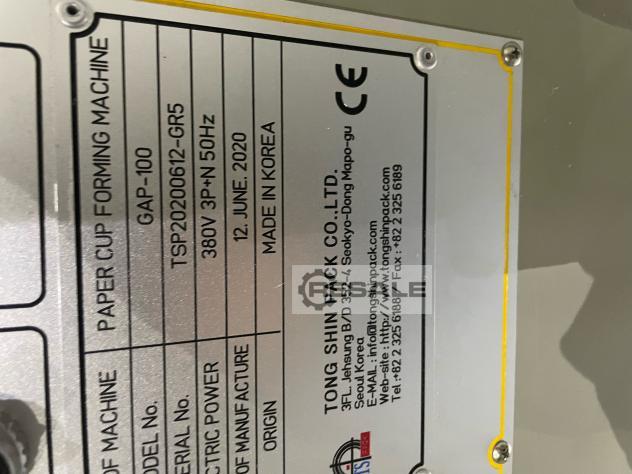 OF MACHINE PAPER CUP FORMING MACHINE
ODEL No. GAP-100
ERIAL No. TSP20200612-GR5
CTRIC POWER 380V 3P+N 50Hz
OF MANUFACTURE 12. JUNE. 2020
ORIGIN MADE IN KOREA
TONG SHIN PACK CO.,LTD.
3FL. Jehsung B/D 352-4 Seokyo-Dong Mapo-gu
Seoul Korea
E-MAIL : info@tongshinpack.com
Web-site : http://www.tongshinpack.com
Tel :+82 2 325 6188 / Fax : +82 2 325 6189
CE
TS
RESALE